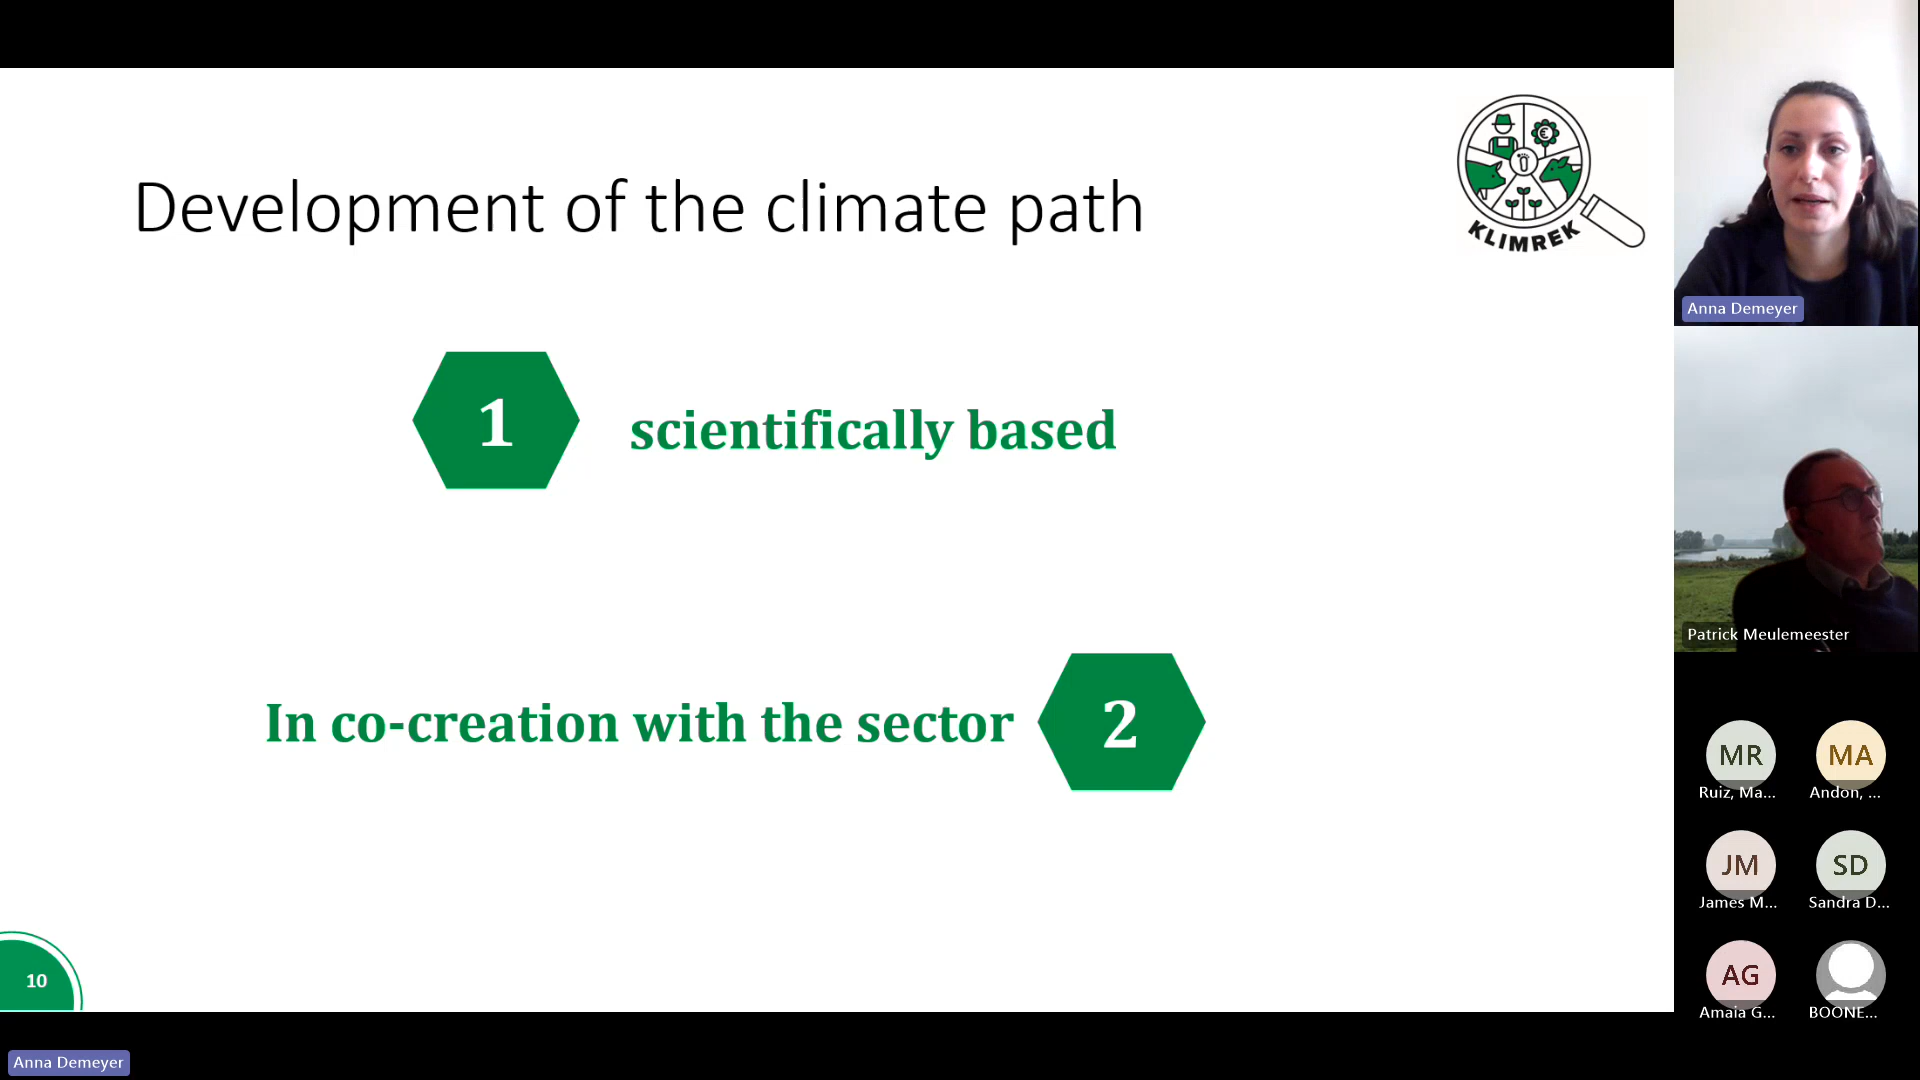 Development of the climate path
€
KLIMREK
1
scientifically based
In co-creation with the sector
2
10
Anna Demeyer
Anna Demeyer
Patrick Meulemeester
MR
Ruiz, Ma...
MA
Andon, ...
JM
James M...
SD
Sandra D...
AG
Amaia G...
BOONE...